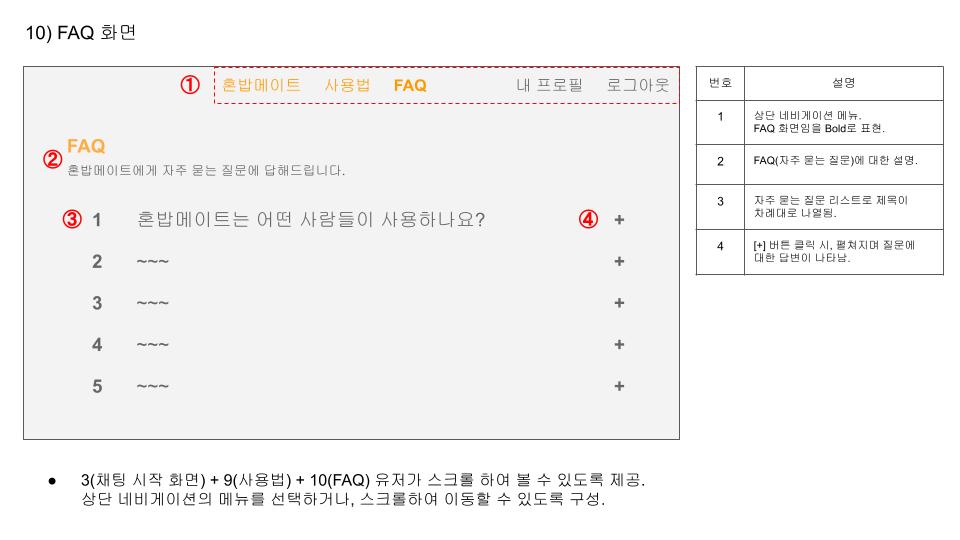 10) FAQ 화면
① 혼밥메이트 사용법 FAQ 내 프로필 로그아웃
FAQ
②
혼밥메이트에게 자주 묻는 질문에 답해드립니다.
③ 1 혼밥메이트는 어떤 사람들이 사용하나요? ④ +
2 ~~~ +
3 ~~~ +
4 ~~~ +
5 ~~~ +
번호 설명
1 상단 네비게이션 메뉴.
FAQ 화면임을 Bold로 표현.
2 FAQ(자주 묻는 질문)에 대한 설명.
3 자주 묻는 질문 리스트로 제목이
차례대로 나열됨.
4 [+] 버튼 클릭 시, 펼쳐지며 질문에
대한 답변이 나타남.
● 3(채팅 시작 화면) + 9(사용법) + 10(FAQ) 유저가 스크롤 하여 볼 수 있도록 제공.
상단 네비게이션의 메뉴를 선택하거나, 스크롤하여 이동할 수 있도록 구성.